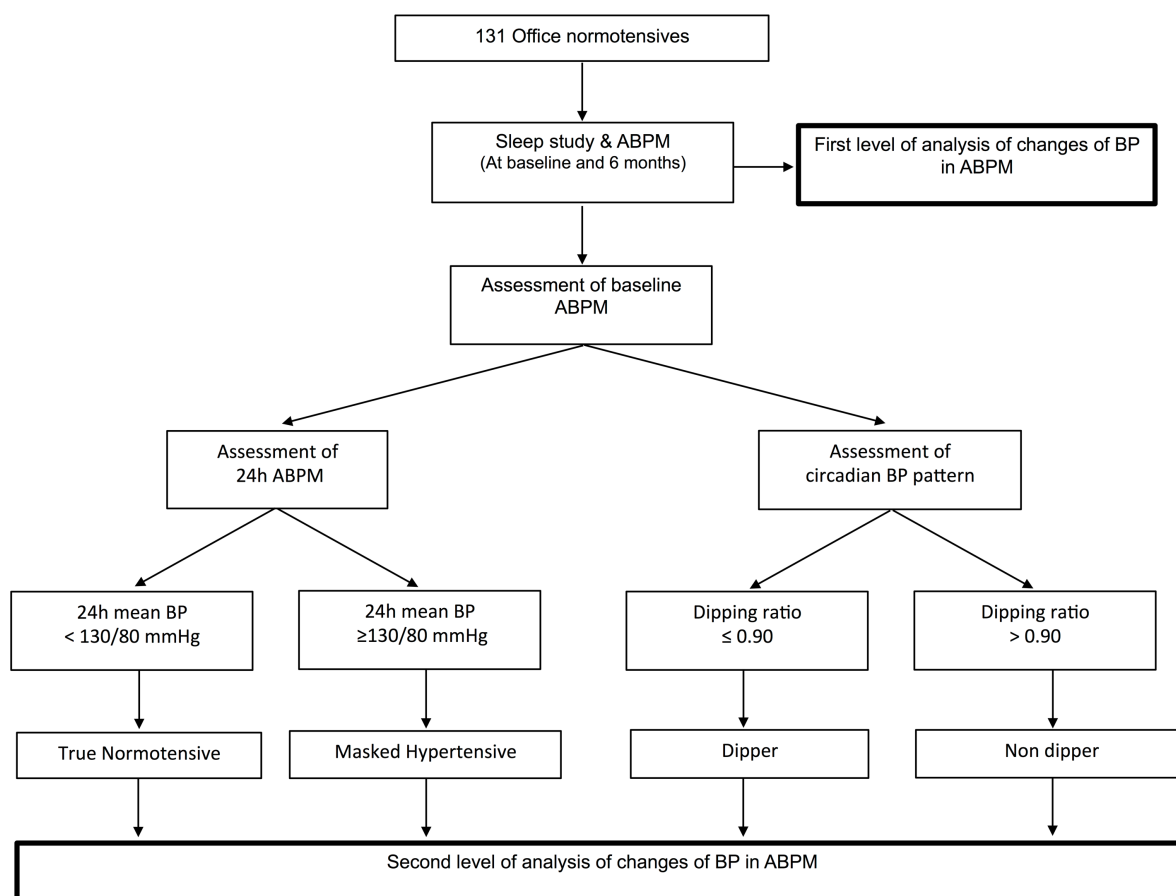 131 Office normotensives
Sleep study & ABPM
(At baseline and 6 months)
First level of analysis of changes of BP
in ABPM
Assessment of baseline
ABPM
Assessment of
24h ABPM
Assessment of
circadian BP pattern
24h mean BP
< 130/80 mmHg
24h mean BP
≥130/80 mmHg
Dipping ratio
≤ 0.90
Dipping ratio
> 0.90
True Normotensive
Masked Hypertensive
Dipper
Non dipper
Second level of analysis of changes of BP in ABPM